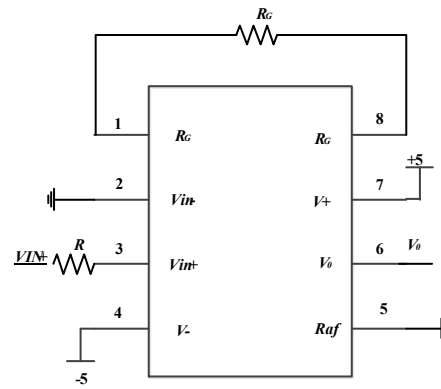 RG
1 RG RG 8
+5
2 Vin- V+ 7
VIN+ R 3 Vin+ V0 6 V0
4 V- Raf 5
-5